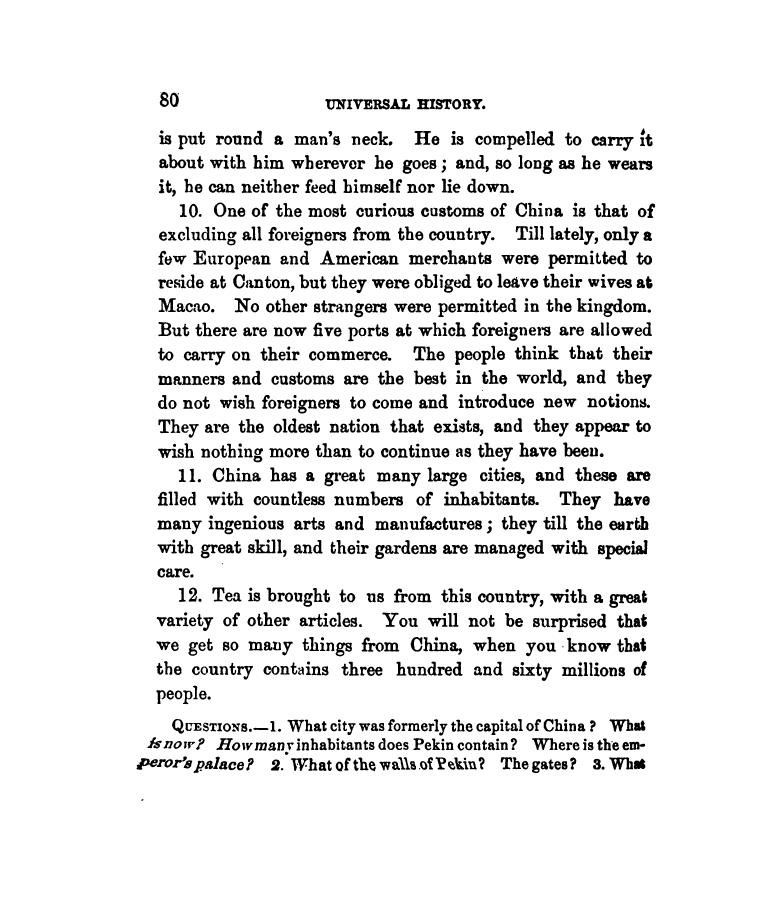 80
UNIVERSAL HISTORY.
is put round a man's neck. He is compelled to carry it
about with him wherever he goes; and, so long as he wears
it, he can neither feed himself nor lie down.
10. One of the most curious customs of China is that of
excluding all foreigners from the country. Till lately, only a
few European and American merchants were permitted to
reside at Canton, but they were obliged to leave their wives at
Macao. No other strangers were permitted in the kingdom.
But there are now five ports at which foreigners are allowed
to carry on their commerce. The people think that their
manners and customs are the best in the world, and they
do not wish foreigners to come and introduce new notions.
They are the oldest nation that exists, and they appear to
wish nothing more than to continue as they have been.
11. China has a great many large cities, and these are
filled with countless numbers of inhabitants. They have
many ingenious arts and manufactures; they till the earth
with great skill, and their gardens are managed with special
care.
12. Tea is brought to us from this country, with a great
variety of other articles. You will not be surprised that
we get so many things from China, when you know that
the country contains three hundred and sixty millions of
people.
QUESTIONS.—1. What city was formerly the capital of China? What
is now? How many inhabitants does Pekin contain? Where is the em-
peror's palace? 2. What of the walls of Pekin? The gates? 3. What